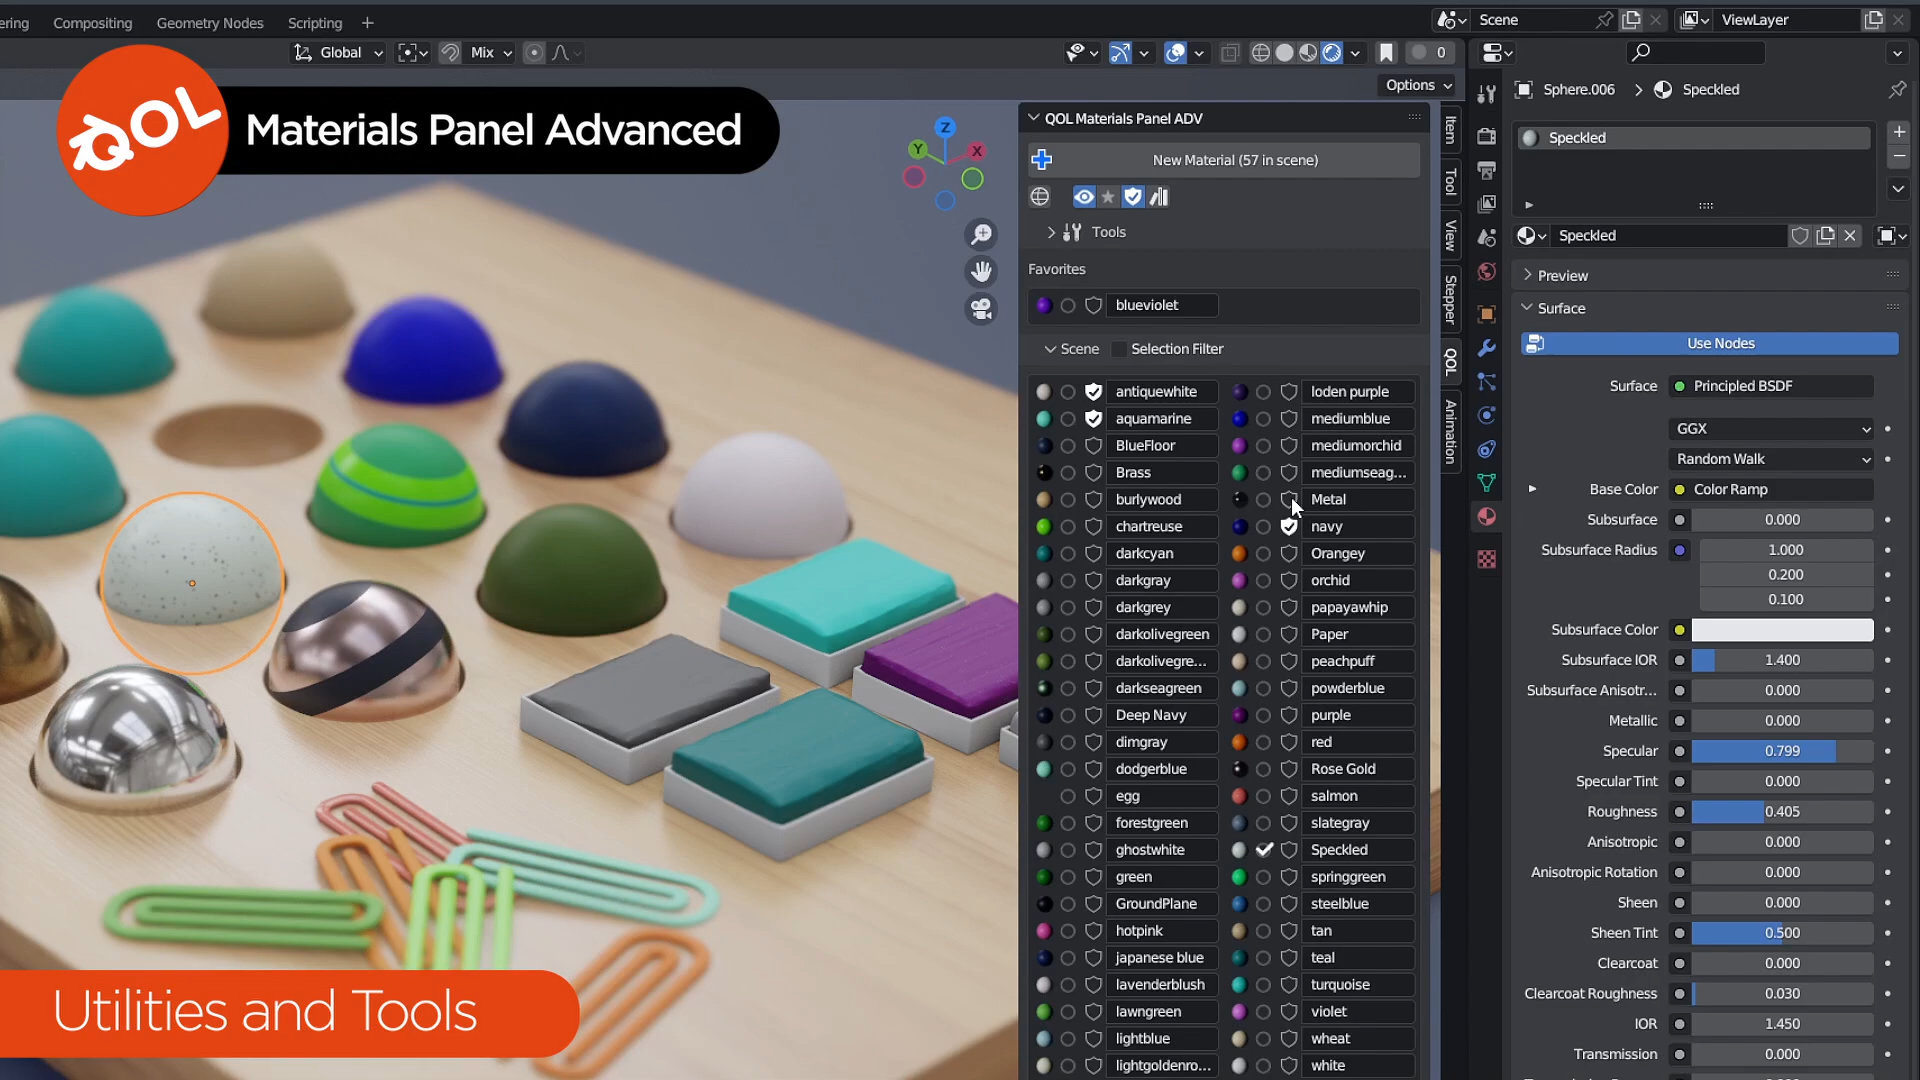 ering Compositing Geometry Nodes Scripting +
Scene
ViewLayer
Global
Mix
0
Options
QOL
Materials Panel Advanced
Z
Y
X
QOL Materials Panel ADV
New Material (57 in scene)
Tools
Favorites
blueviolet
Scene Selection Filter
antiquewhite
aquamarine
BlueFloor
Brass
burlywood
chartreuse
darkcyan
darkgray
darkgrey
darkolivegreen
darkolivegre...
darkseagreen
Deep Navy
dimgray
dodgerblue
egg
forestgreen
ghostwhite
green
GroundPlane
hotpink
japanese blue
lavenderblush
lawngreen
lightblue
lightgoldenro...
loden purple
mediumblue
mediumorchid
mediumseag...
Metal
navy
Orangey
orchid
papayawhip
Paper
peachpuff
powderblue
purple
red
Rose Gold
salmon
slategray
Speckled
springgreen
steelblue
tan
teal
turquoise
violet
wheat
white
Item
Tool
View
Stepper
QOL
Animation
Sphere.006 > Speckled
Speckled
Speckled
Preview
Surface
Use Nodes
Surface Principled BSDF
GGX
Random Walk
Base Color Color Ramp
Subsurface 0.000
Subsurface Radius 1.000
0.200
0.100
Subsurface Color
Subsurface IOR 1.400
Subsurface Anisotr... 0.000
Metallic 0.000
Specular 0.799
Specular Tint 0.000
Roughness 0.405
Anisotropic 0.000
Anisotropic Rotation 0.000
Sheen 0.000
Sheen Tint 0.500
Clearcoat 0.000
Clearcoat Roughness 0.030
IOR 1.450
Transmission 0.000
Utilities and Tools